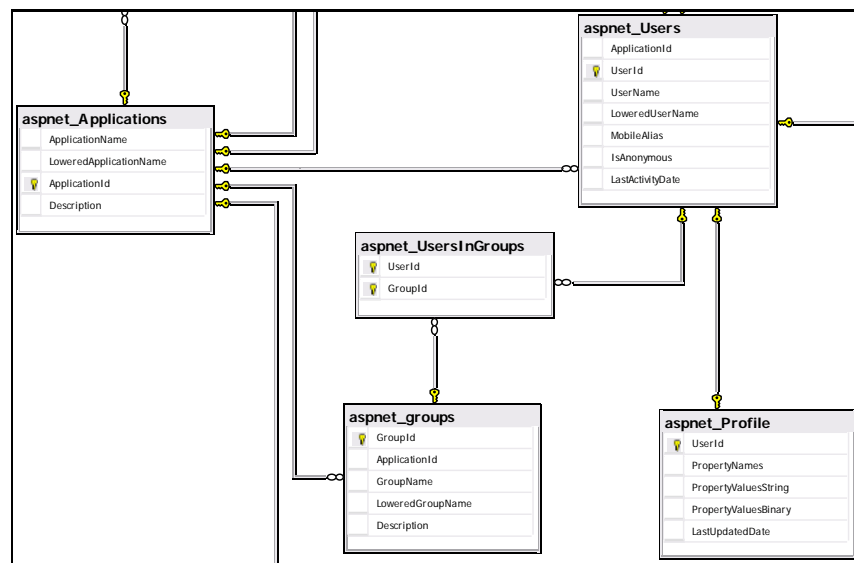 aspnet_Users
ApplicationId
UserId
UserName
LoweredUserName
MobileAlias
IsAnonymous
LastActivityDate
aspnet_Applications
ApplicationName
LoweredApplicationName
ApplicationId
Description
aspnet_UsersInGroups
UserId
GroupId
aspnet_groups
GroupId
ApplicationId
GroupName
LoweredGroupName
Description
aspnet_Profile
UserId
PropertyNames
PropertyValuesString
PropertyValuesBinary
LastUpdatedDate